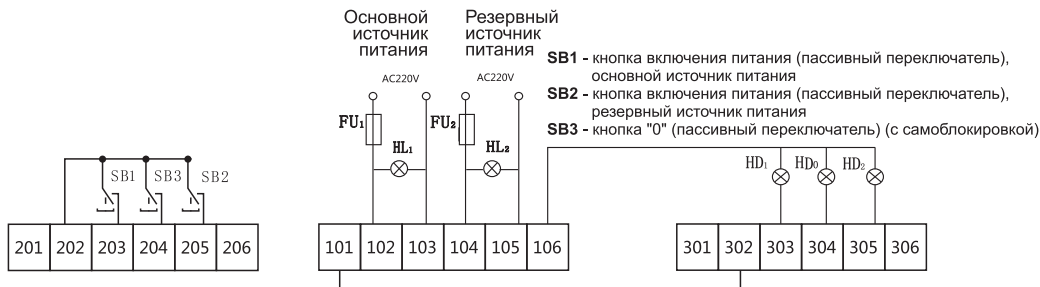 Основной
источник
питания
Резервный
источник
питания
AC220V
AC220V
SB1 - кнопка включения питания (пассивный переключатель),
основной источник питания
SB2 - кнопка включения питания (пассивный переключатель),
резервный источник питания
SB3 - кнопка "0" (пассивный переключатель) (с самоблокировкой)
FU1
FU2
HL1
HL2
HD1
HD0
HD2
SB1
SB3
SB2
201 202 203 204 205 206
101 102 103 104 105 106
301 302 303 304 305 306